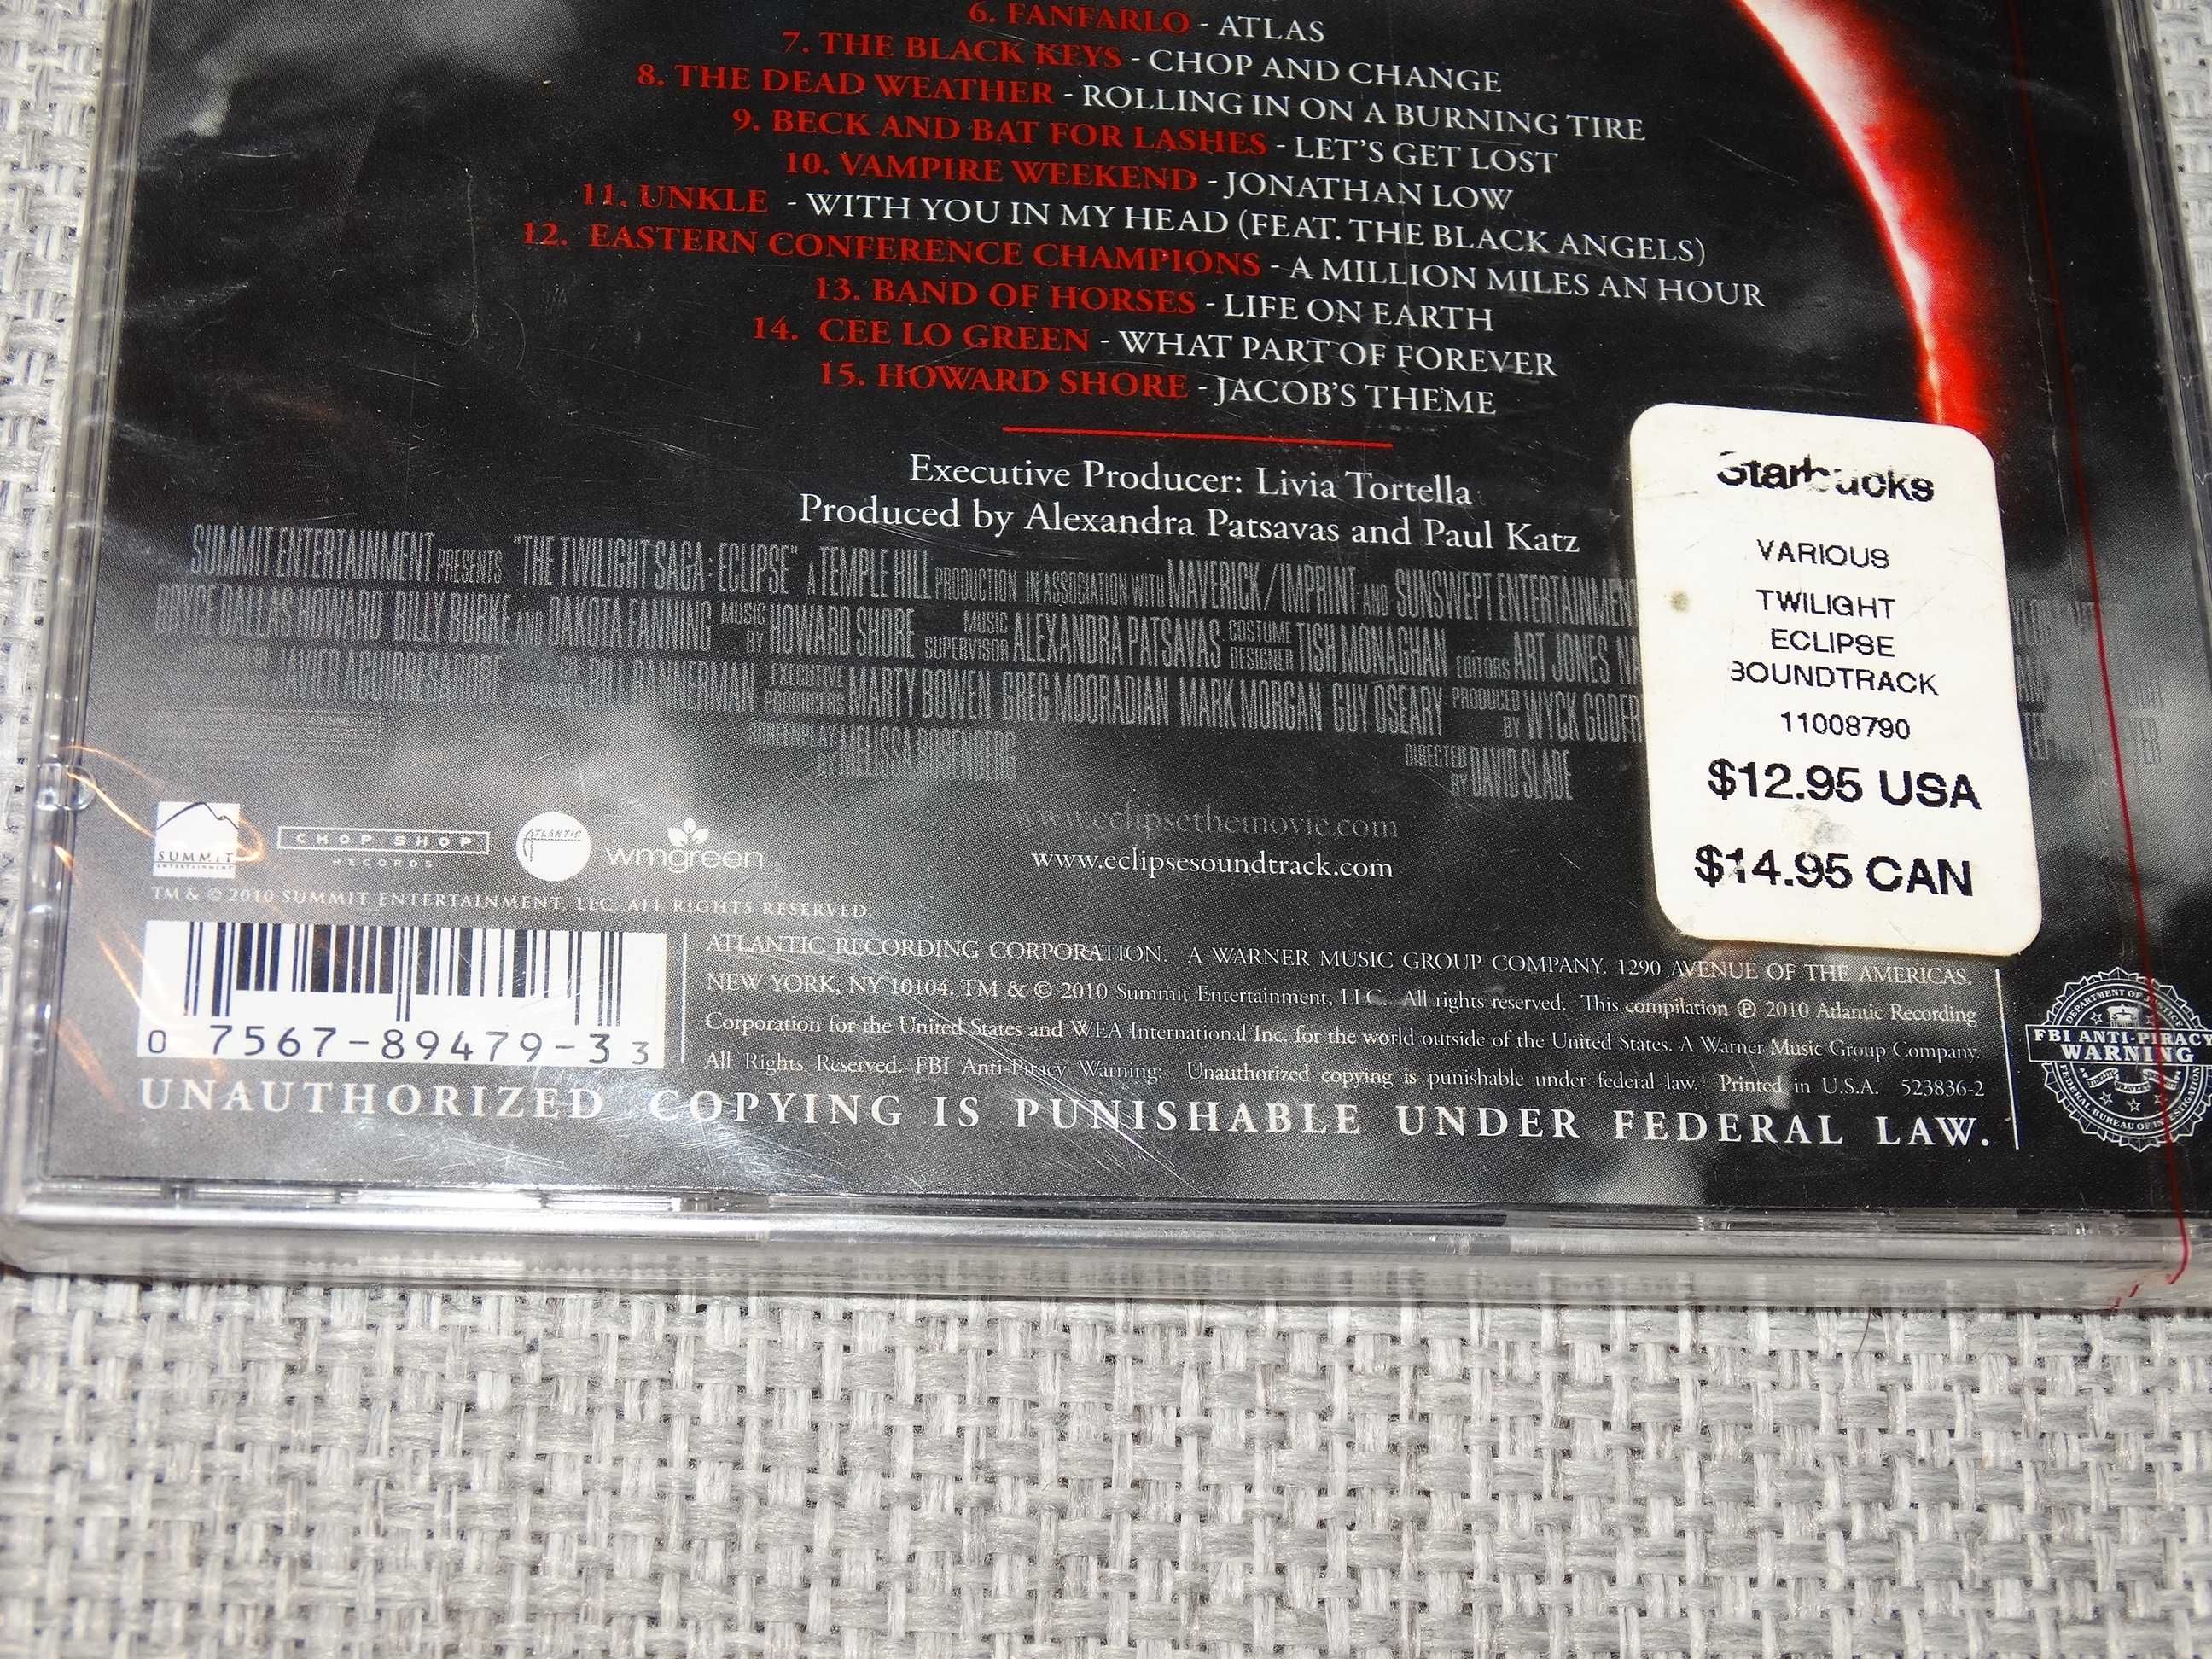 6. FANFARLO - ATLAS
7. THE BLACK KEYS - CHOP AND CHANGE
8. THE DEAD WEATHER - ROLLING IN ON A BURNING TIRE
9. BECK AND BAT FOR LASHES - LET'S GET LOST
10. VAMPIRE WEEKEND - JONATHAN LOW
11. UNKLE - WITH YOU IN MY HEAD (FEAT. THE BLACK ANGELS)
12. EASTERN CONFERENCE CHAMPIONS - A MILLION MILES AN HOUR
13. BAND OF HORSES - LIFE ON EARTH
14. CEE LO GREEN - WHAT PART OF FOREVER
15. HOWARD SHORE - JACOB'S THEME
Executive Producer: Livia Tortella
Produced by Alexandra Patsavas and Paul Katz
SUMMIT ENTERTAINMENT PRESENTS "THE TWILIGHT SAGA: ECLIPSE" A TEMPLE HILL PRODUCTION IN ASSOCIATION WITH MAVERICK/IMPRINT AND SUNSWEPT ENTERTAINMEN
BRYCE DALLAS HOWARD BILLY BURKE AND DAKOTA FANNING MUSIC BY HOWARD SHORE MUSIC SUPERVISOR ALEXANDRA PATSAVAS COSTUME DESIGNER TISH MONAGHAN EDITORS ART JONES NA
JAVIER AGUIRRESAROBE BILL BANNERMAN EXECUTIVE PRODUCERS MARTY BOWEN GREG MOORADIAN MARK MORGAN GUY OSEARY PRODUCED BY WYCK GODFR
SCREENPLAY BY MELISSA ROSENBERG DIRECTED BY DAVID SLADE
Starbucks
VARIOUS
TWILIGHT
ECLIPSE
SOUNDTRACK
11008790
$12.95 USA
$14.95 CAN
www.eclipsethemovie.com
www.eclipsesoundtrack.com
SUMMIT
ENTERTAINMENT
CHOP SHOP
RECORDS
ATLANTIC
wmgreen
TM & © 2010 SUMMIT ENTERTAINMENT, LLC. ALL RIGHTS RESERVED.
0 7567-89479-3 3
ATLANTIC RECORDING CORPORATION. A WARNER MUSIC GROUP COMPANY. 1290 AVENUE OF THE AMERICAS.
NEW YORK, NY 10104. TM & © 2010 Summit Entertainment, LLC. All rights reserved. This compilation ℗ 2010 Atlantic Recording
Corporation for the United States and WEA International Inc. for the world outside of the United States. A Warner Music Group Company.
All Rights Reserved. FBI Anti-Piracy Warning: Unauthorized copying is punishable under federal law. Printed in U.S.A. 523836-2
UNAUTHORIZED COPYING IS PUNISHABLE UNDER FEDERAL LAW.
DEPARTMENT OF JUSTICE
FBI ANTI-PIRACY
WARNING
FEDERAL BUREAU OF INVESTIGATION